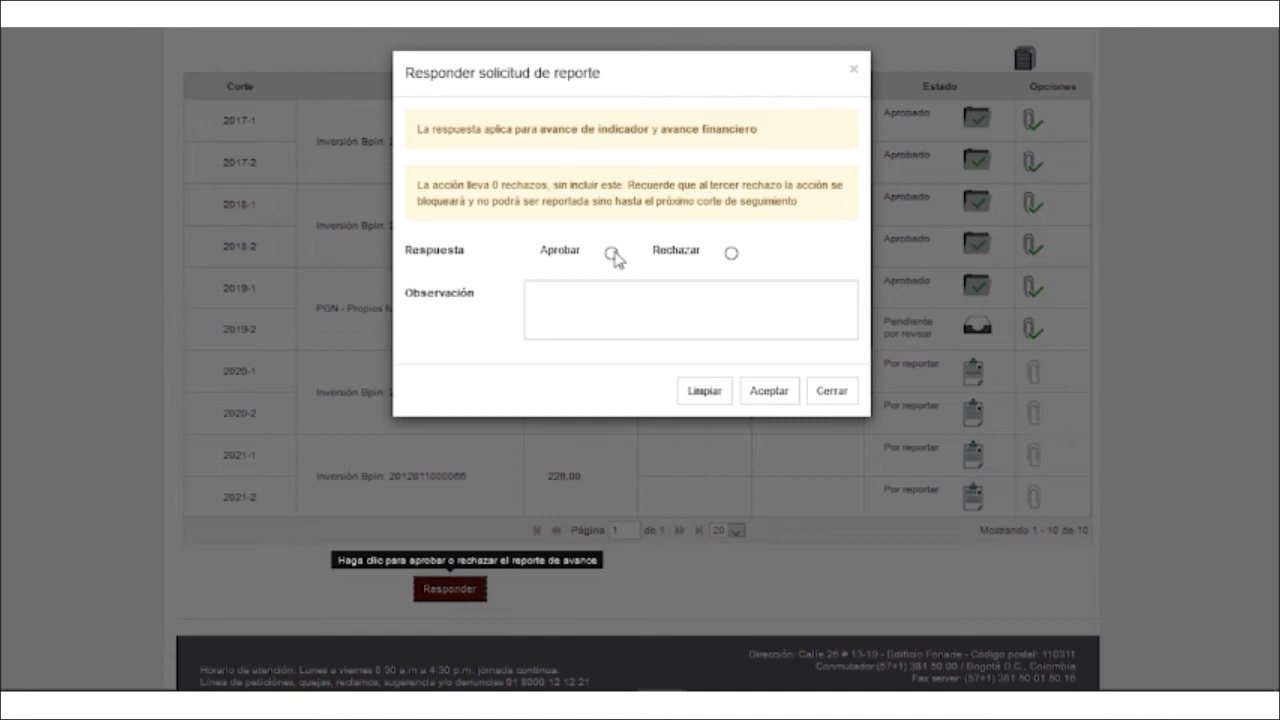 Responder solicitud de reporte ×
La respuesta aplica para avance de indicador y avance financiero
La acción lleva 0 rechazos, sin incluir este. Recuerde que al tercer rechazo la acción se
bloqueará y no podrá ser reportada sino hasta el próximo corte de seguimiento
Respuesta Aprobar Rechazar
Observación
Limpiar Aceptar Cerrar
Corte Estado Opciones
2017-1 Aprobado
Inversión Bpin: 2
2017-2 Aprobado
2018-1 Aprobado
Inversión Bpin: 2
2018-2 Aprobado
2019-1 Aprobado
PGN - Propios
2019-2 Pendiente
por revisar
2020-1 Por reportar
Inversión Bpin: 2
2020-2 Por reportar
2021-1 Por reportar
Inversión Bpin: 2012011000066 228,00
2021-2 Por reportar
Página 1 de 1 20 Mostrando 1 - 10 de 10
Haga clic para aprobar o rechazar el reporte de avance
Responder
Dirección: Calle 26 # 13-19 - Edificio Fonade - Código postal: 110311
Horario de atención: Lunes a viernes 8:30 a.m a 4:30 p.m. jornada continua.
Conmutador:(57+1) 381 50 00 / Bogotá D.C., Colombia
Línea de peticiónes, quejas, reclamos, sugerencia y/o denuncias 01 8000 12 12 21
Fax server: (57+1) 381 50 01 50 16